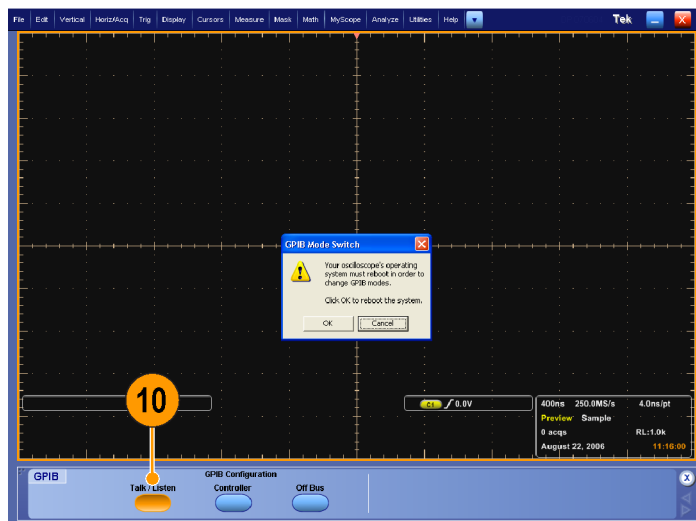 File Edit Vertical Horiz/Acq Trig Display Cursors Measure Mask Math MyScope Analyze Utilities Help Tek X
GPIB Mode Switch
Your oscilloscope's operating
system must reboot in order to
change GPIB modes.
Click OK to reboot the system.
OK Cancel
10
C1 0.0V
400ns 250.0MS/s 4.0ns/pt
Preview Sample
0 acqs RL:1.0k
August 22, 2006 11:16:00
GPIB
GPIB Configuration
Talk / Listen Controller Off Bus
X